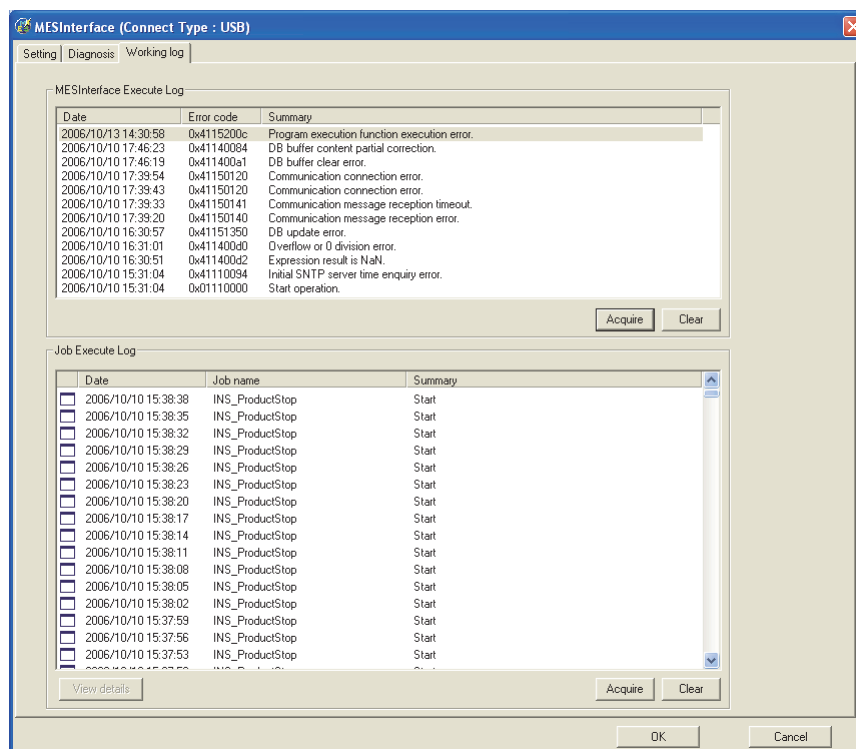 MESInterface (Connect Type : USB)
Setting Diagnosis Working log
MESInterface Execute Log
Date Error code Summary
2006/10/13 14:30:58 0x4115200c Program execution function execution error.
2006/10/10 17:46:23 0x41140084 DB buffer content partial correction.
2006/10/10 17:46:19 0x411400a1 DB buffer clear error.
2006/10/10 17:39:54 0x41150120 Communication connection error.
2006/10/10 17:39:43 0x41150120 Communication connection error.
2006/10/10 17:39:33 0x41150141 Communication message reception timeout.
2006/10/10 17:39:20 0x41150140 Communication message reception error.
2006/10/10 16:30:57 0x41151350 DB update error.
2006/10/10 16:31:01 0x411400d0 Overflow or 0 division error.
2006/10/10 16:30:51 0x411400d2 Expression result is NaN.
2006/10/10 15:31:04 0x41110094 Initial SNTP server time enquiry error.
2006/10/10 15:31:04 0x01110000 Start operation.
Acquire Clear
Job Execute Log
Date Job name Summary
2006/10/10 15:38:38 INS_ProductStop Start
2006/10/10 15:38:35 INS_ProductStop Start
2006/10/10 15:38:32 INS_ProductStop Start
2006/10/10 15:38:29 INS_ProductStop Start
2006/10/10 15:38:26 INS_ProductStop Start
2006/10/10 15:38:23 INS_ProductStop Start
2006/10/10 15:38:20 INS_ProductStop Start
2006/10/10 15:38:17 INS_ProductStop Start
2006/10/10 15:38:14 INS_ProductStop Start
2006/10/10 15:38:11 INS_ProductStop Start
2006/10/10 15:38:08 INS_ProductStop Start
2006/10/10 15:38:05 INS_ProductStop Start
2006/10/10 15:38:02 INS_ProductStop Start
2006/10/10 15:37:59 INS_ProductStop Start
2006/10/10 15:37:56 INS_ProductStop Start
2006/10/10 15:37:53 INS_ProductStop Start
View details Acquire Clear
OK Cancel